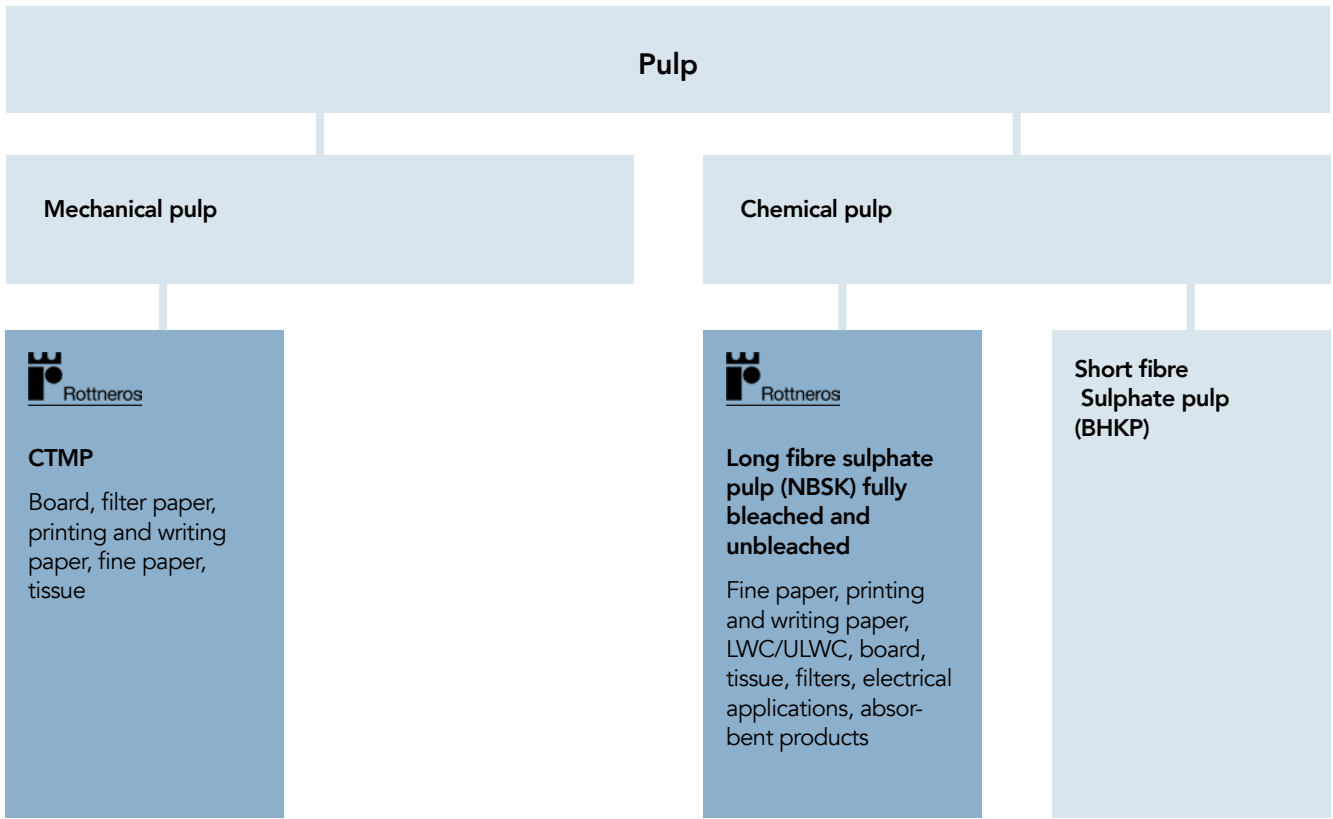 Pulp
Mechanical pulp
Chemical pulp
Rottneros
CTMP
Board, filter paper,
printing and writing
paper, fine paper,
tissue
Rottneros
Long fibre sulphate
pulp (NBSK) fully
bleached and
unbleached
Fine paper, printing
and writing paper,
LWC/ULWC, board,
tissue, filters, electrical
applications, absor-
bent products
Short fibre
Sulphate pulp
(BHKP)